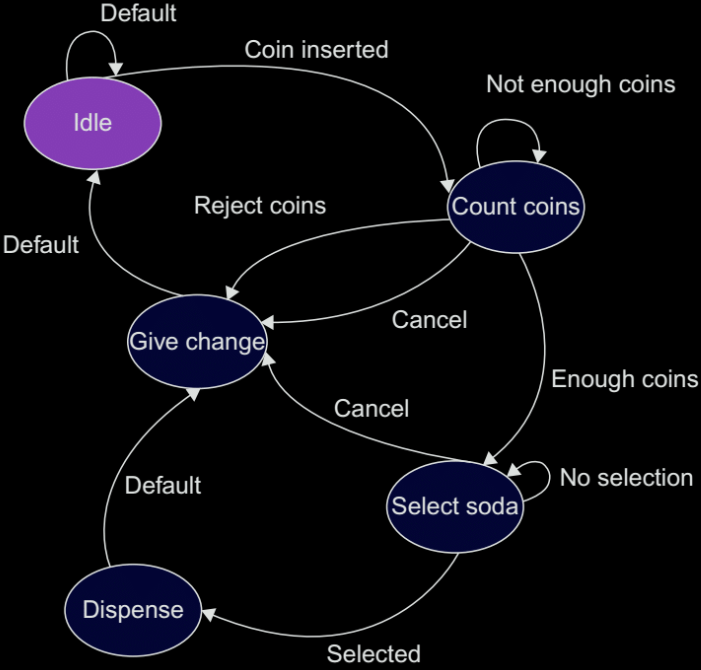 Default
Coin inserted
Not enough coins
Idle
Reject coins
Count coins
Default
Cancel
Give change
Enough coins
Cancel
No selection
Default
Select soda
Dispense
Selected